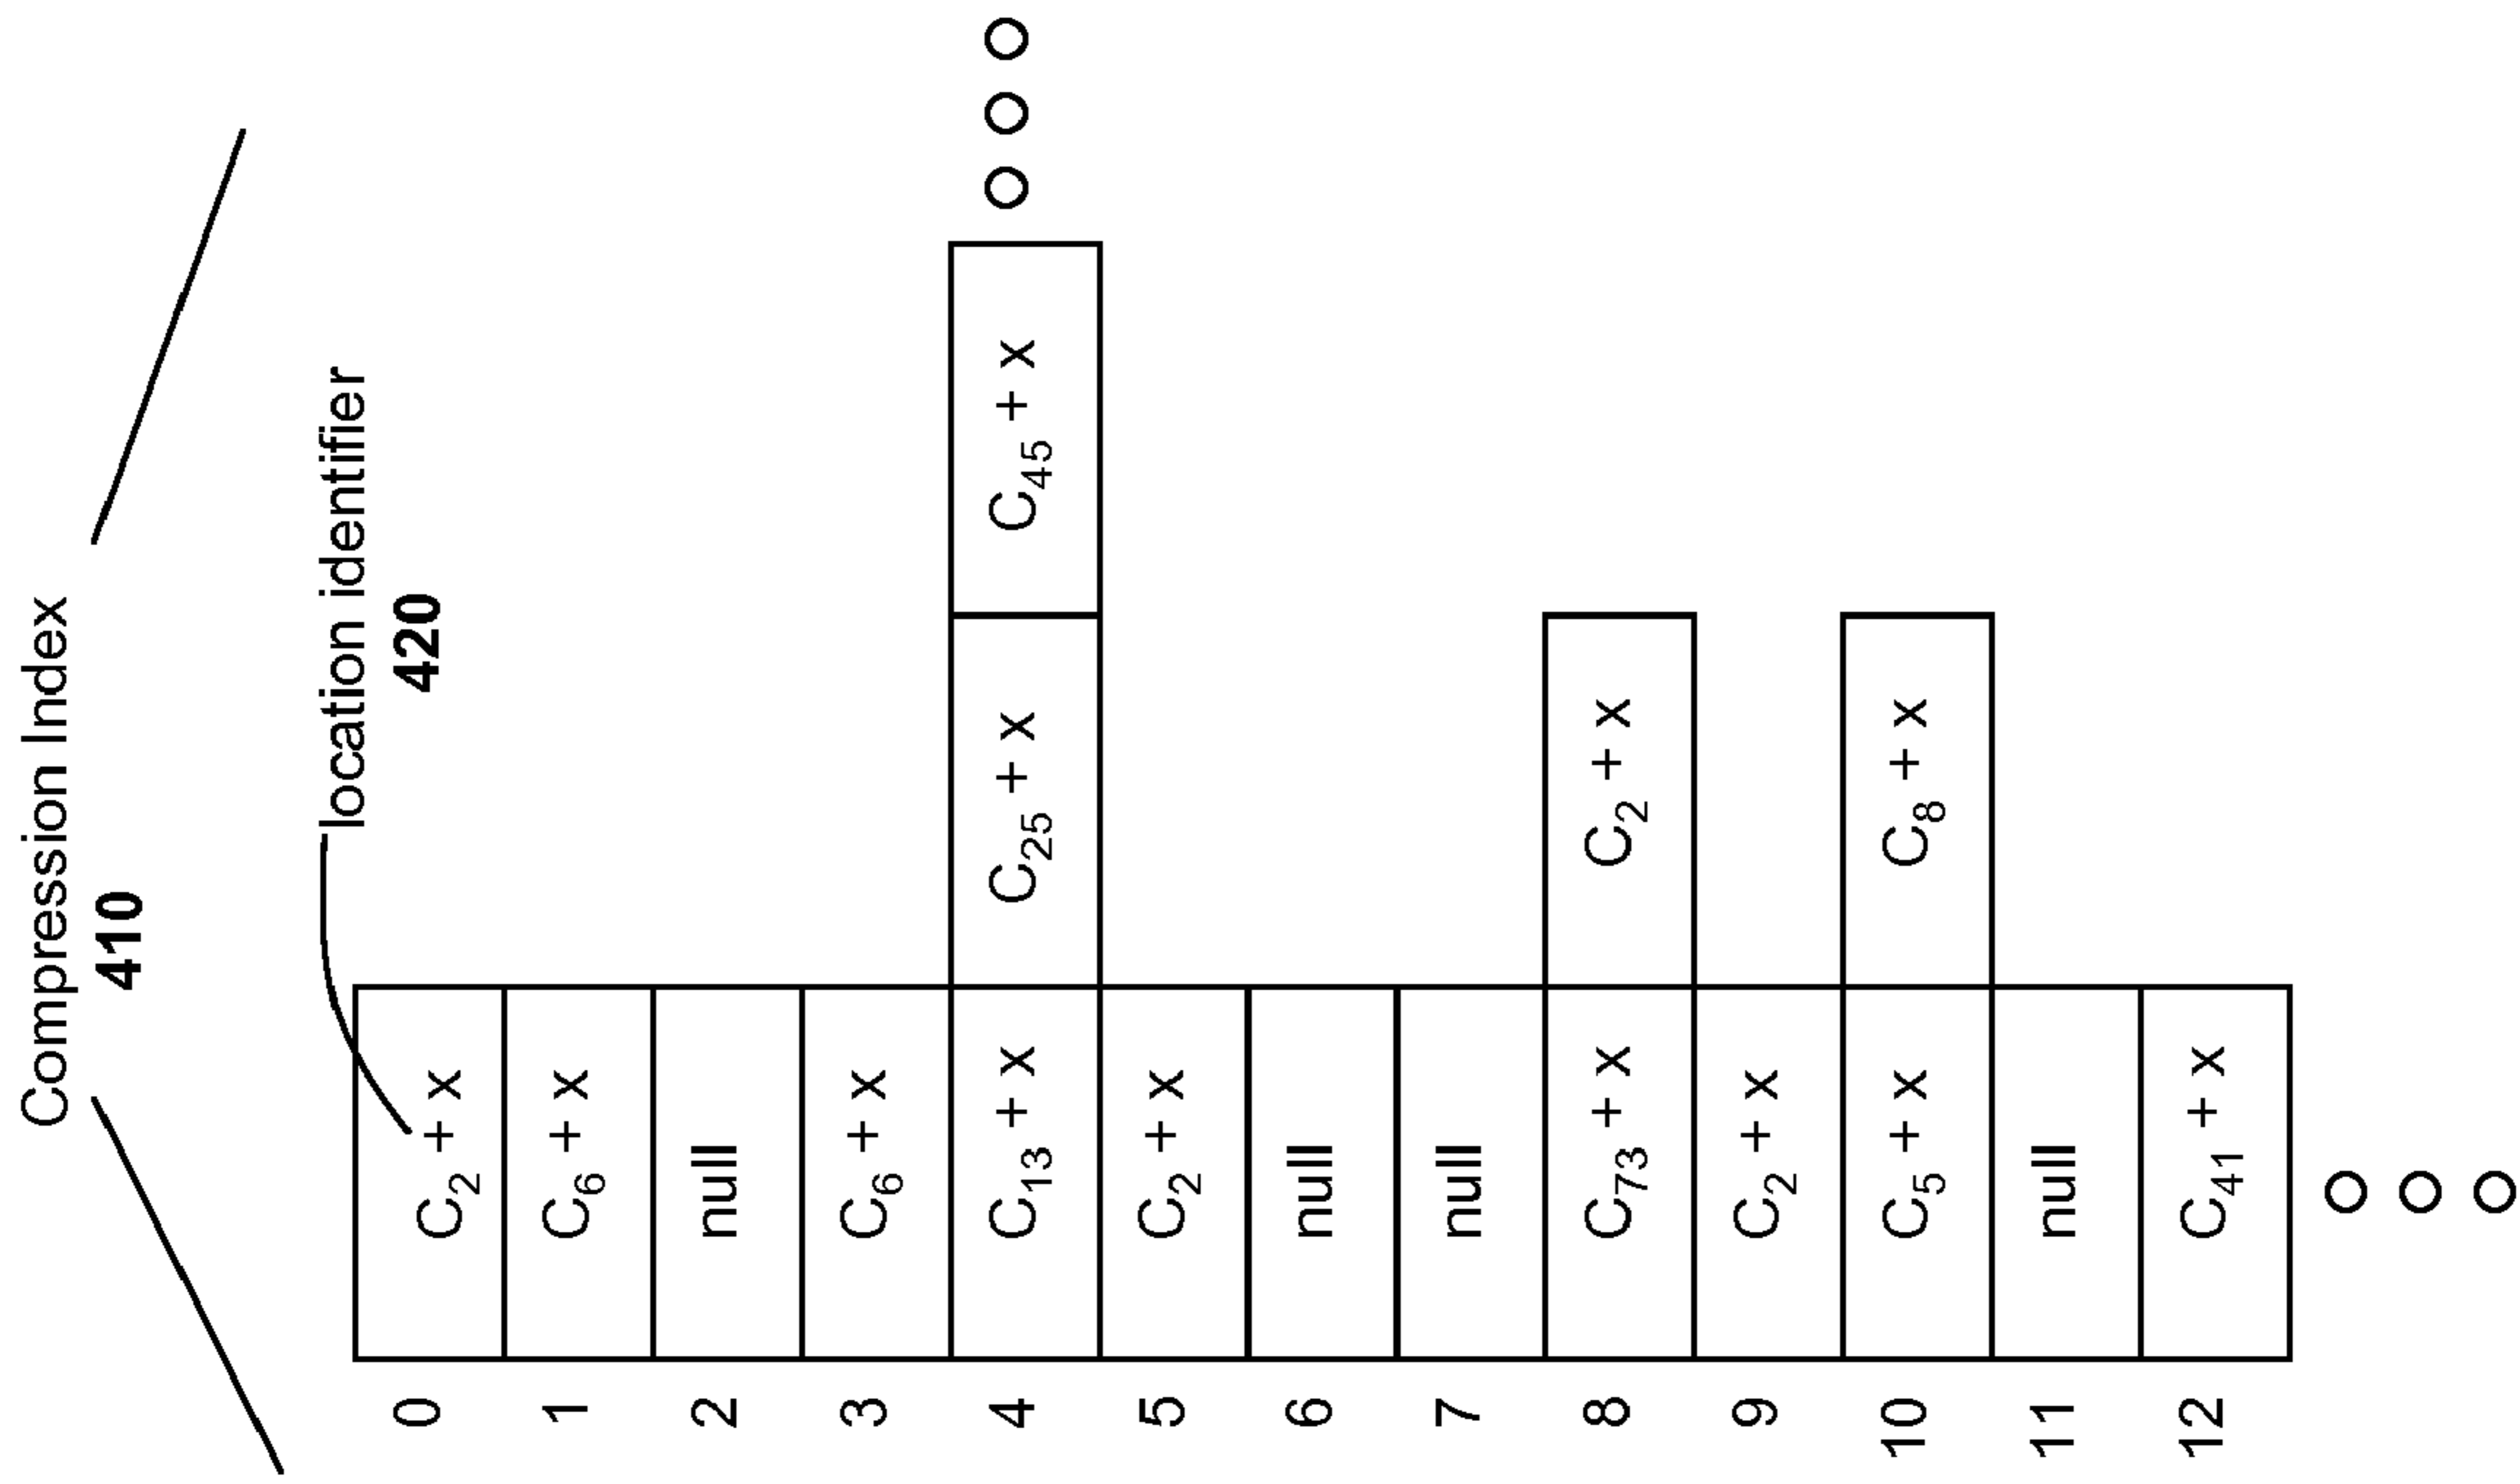 Compression Index
410
location identifier
420
0 C₂ + x
1 C₆ + x
2 null
3 C₆ + x
4 C₁₃ + x C₂₅ + x C₄₅ + x
5 C₂ + x
6 null
7 null
8 C₇₃ + x C₂ + x
9 C₂ + x
10 C₅ + x C₈ + x
11 null
12 C₄₁ + x